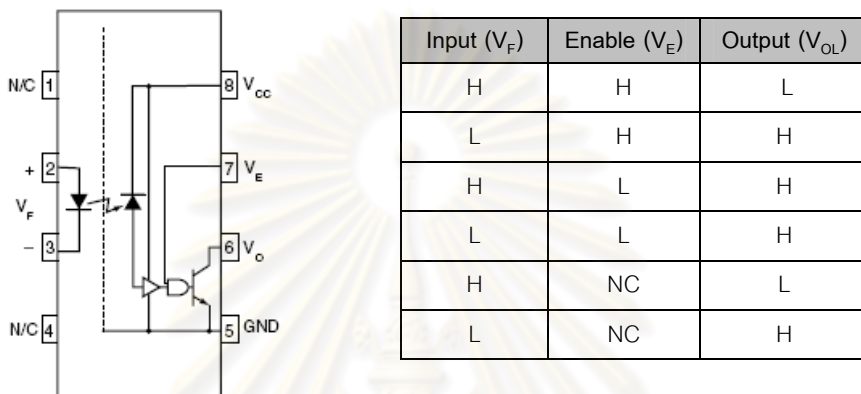 N/C 1
8 V_CC
+ 2
7 V_E
V_F
− 3
6 V_O
N/C 4
5 GND
Input (V_F) Enable (V_E) Output (V_OL)
H H L
L H H
H L H
L L H
H NC L
L NC H